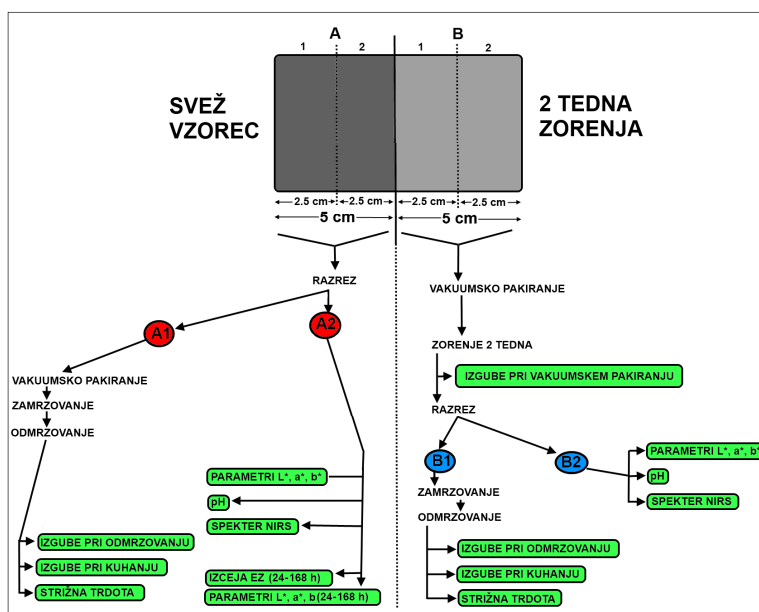 A B
1 2 1 2
SVEŽ
VZOREC
2 TEDNA
ZORENJA
2.5 cm 2.5 cm 2.5 cm 2.5 cm
5 cm 5 cm
RAZREZ
A1
A2
VAKUUMSKO PAKIRANJE
ZAMRZOVANJE
ODMRZOVANJE
IZGUBE PRI ODMRZOVANJU
IZGUBE PRI KUHANJU
STRIŽNA TRDOTA
PARAMETRI L*, a*, b*
pH
SPEKTER NIRS
IZCEJA EZ (24-168 h)
PARAMETRI L*, a*, b(24-168 h)
VAKUUMSKO PAKIRANJE
ZORENJE 2 TEDNA
IZGUBE PRI VAKUUMSKEM PAKIRANJU
RAZREZ
B1
B2
ZAMRZOVANJE
ODMRZOVANJE
IZGUBE PRI ODMRZOVANJU
IZGUBE PRI KUHANJU
STRIŽNA TRDOTA
PARAMETRI L*, a*, b*
pH
SPEKTER NIRS